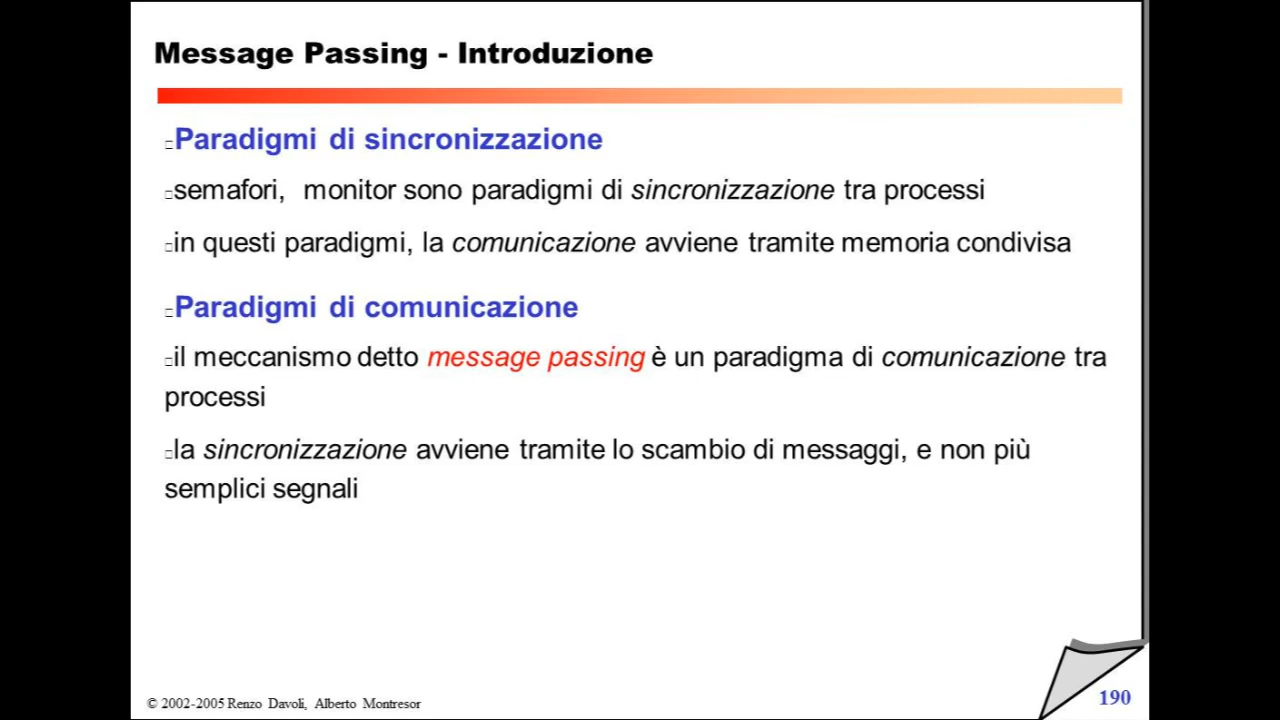 Message Passing - Introduzione
Paradigmi di sincronizzazione
semafori, monitor sono paradigmi di sincronizzazione tra processi
in questi paradigmi, la comunicazione avviene tramite memoria condivisa
Paradigmi di comunicazione
il meccanismo detto message passing è un paradigma di comunicazione tra
processi
la sincronizzazione avviene tramite lo scambio di messaggi, e non più
semplici segnali
© 2002-2005 Renzo Davoli, Alberto Montresor
190